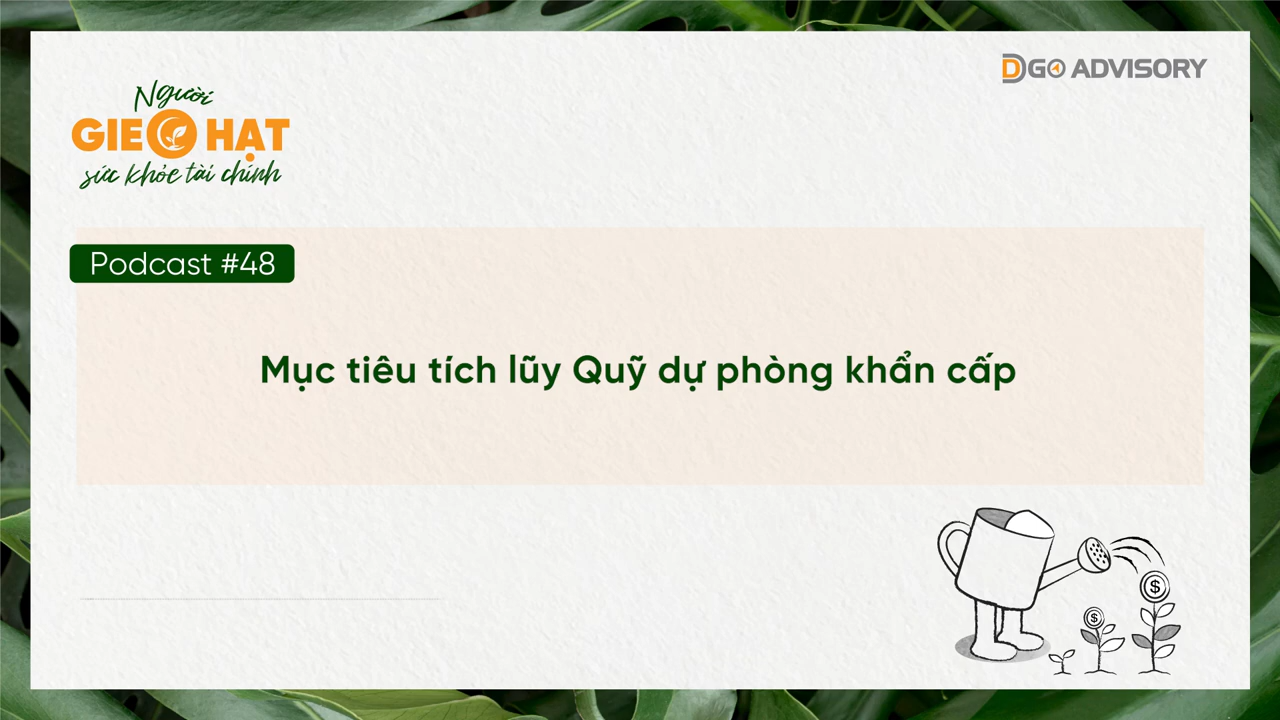 Người
GIEO HẠT
sức khỏe tài chính
DGO ADVISORY
Podcast #48
Mục tiêu tích lũy Quỹ dự phòng khẩn cấp
$
$